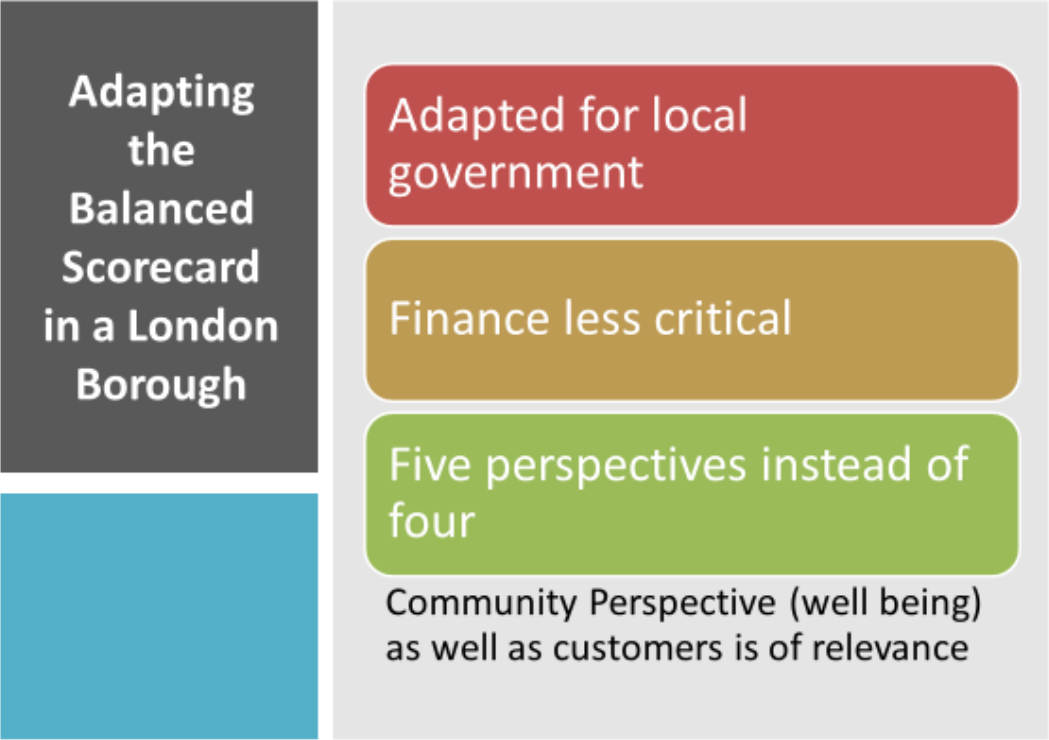 Adapting
the
Balanced
Scorecard
in a London
Borough
Adapted for local
government
Finance less critical
Five perspectives instead of
four
Community Perspective (well being)
as well as customers is of relevance